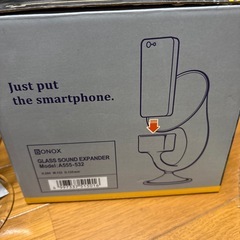 Just put
the smartphone.
ONOX
GLASS SOUND EXPANDER
Model: AS55-532